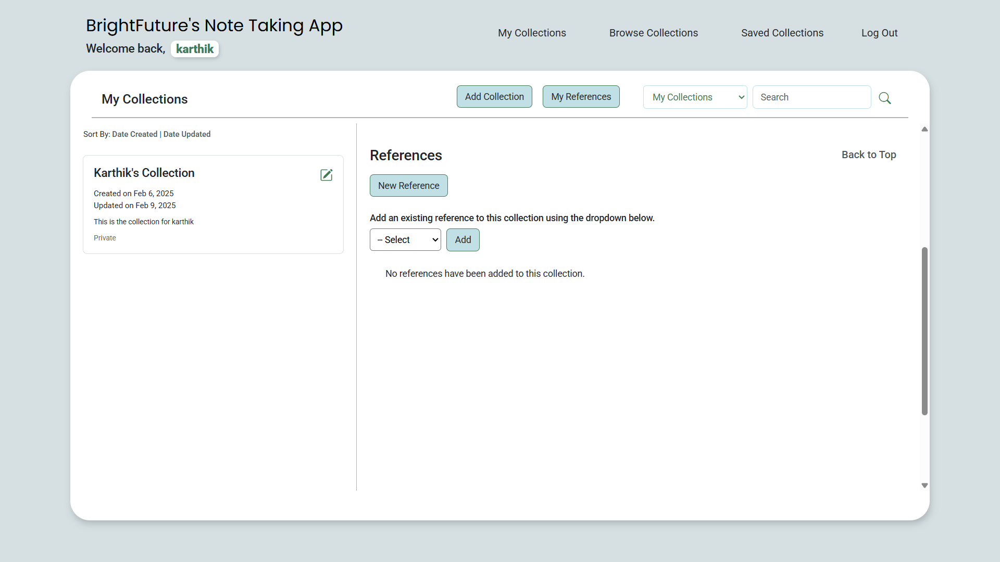 BrightFuture's Note Taking App
Welcome back, karthik
My Collections
Browse Collections
Saved Collections
Log Out
My Collections
Add Collection
My References
My Collections
Search
Sort By: Date Created | Date Updated
Karthik's Collection
Created on Feb 6, 2025
Updated on Feb 9, 2025
This is the collection for karthik
Private
References
Back to Top
New Reference
Add an existing reference to this collection using the dropdown below.
-- Select
Add
No references have been added to this collection.